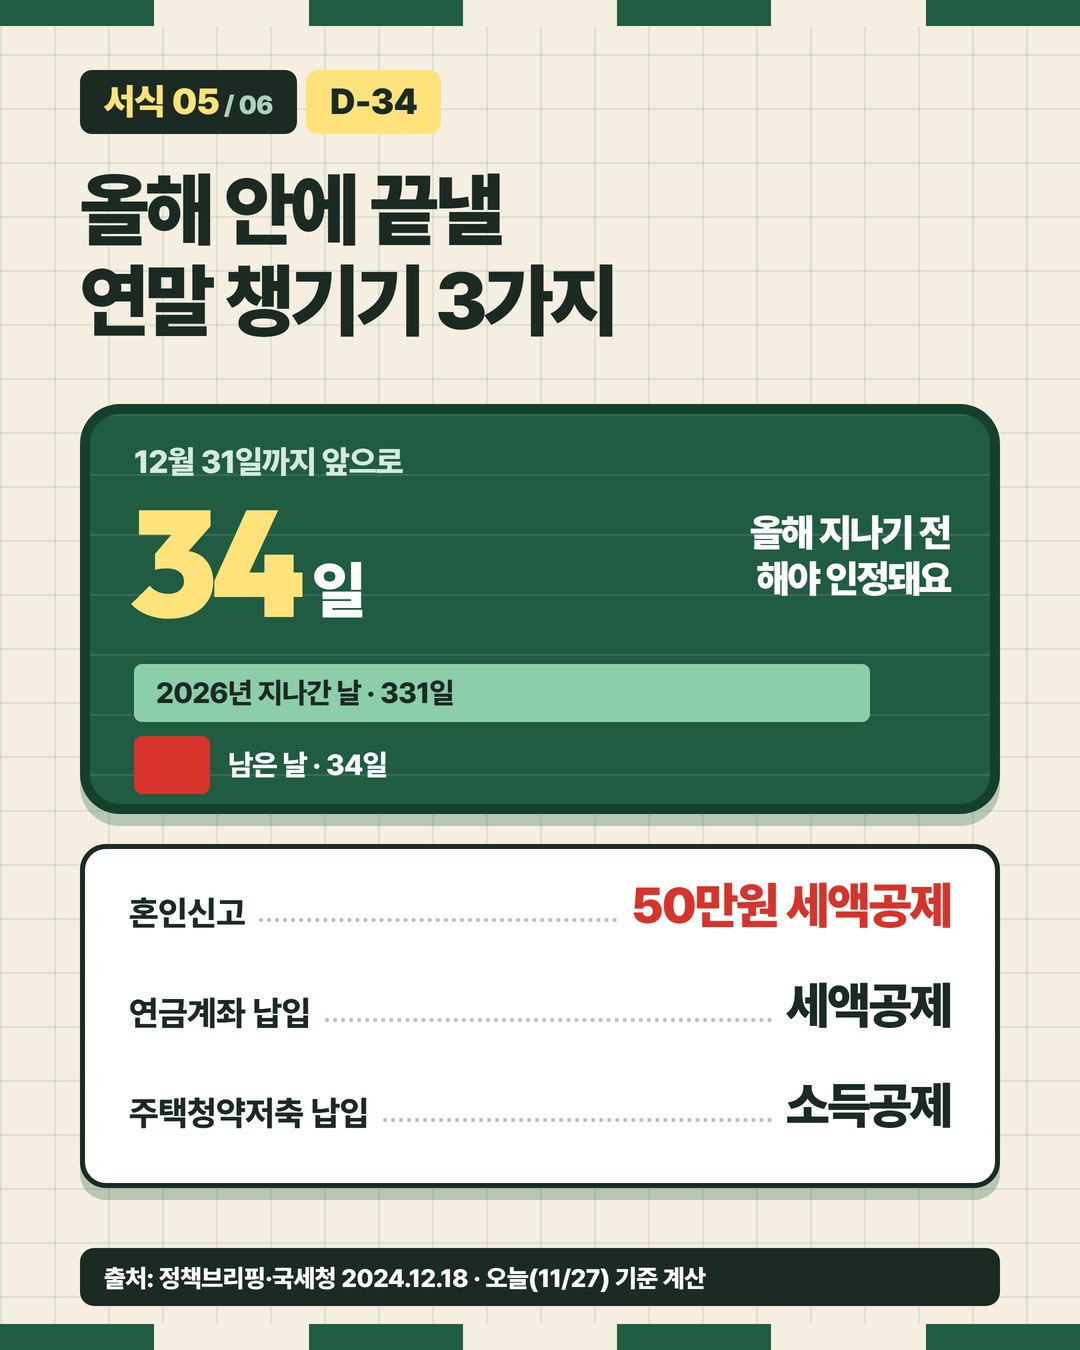 서식 05 / 06
D-34
올해 안에 끝낼
연말 챙기기 3가지
12월 31일까지 앞으로
34일
올해 지나기 전
해야 인정돼요
2026년 지나간 날 · 331일
남은 날 · 34일
혼인신고 50만원 세액공제
연금계좌 납입 세액공제
주택청약저축 납입 소득공제
출처: 정책브리핑·국세청 2024.12.18 · 오늘(11/27) 기준 계산